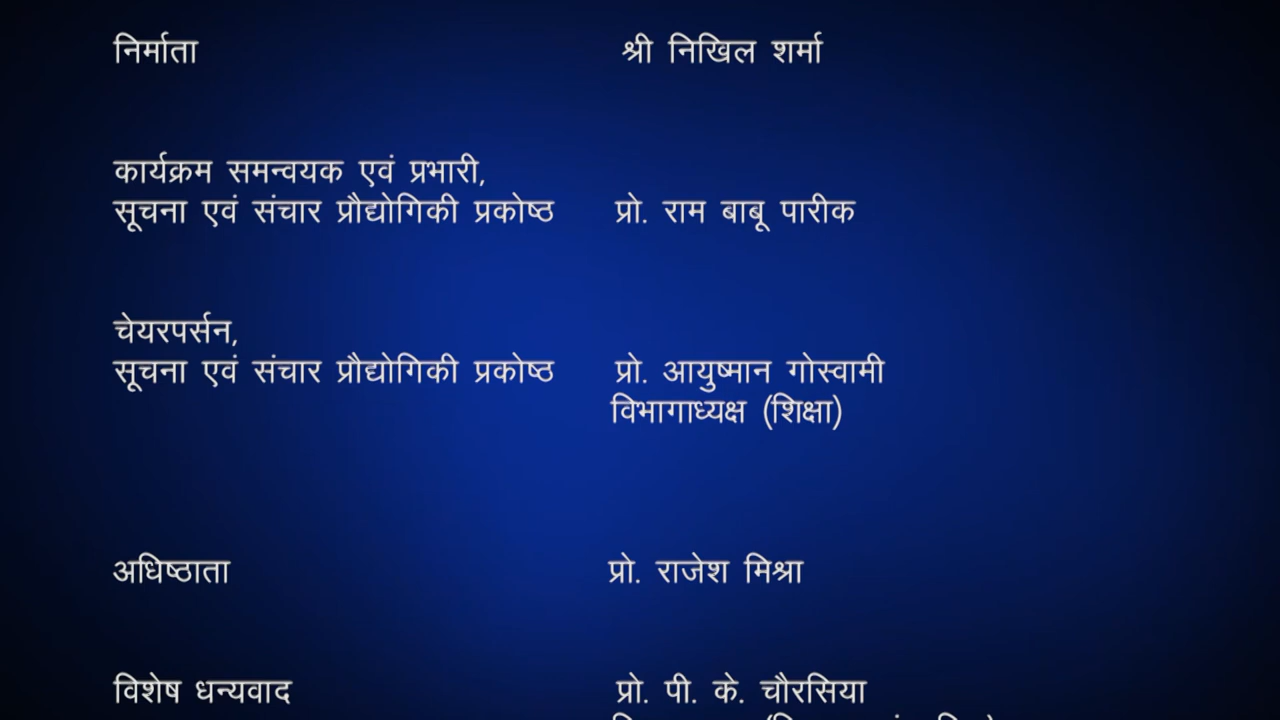 निर्माता श्री निखिल शर्मा
कार्यक्रम समन्वयक एवं प्रभारी,
सूचना एवं संचार प्रौद्योगिकी प्रकोष्ठ प्रो. राम बाबू पारीक
चेयरपर्सन,
सूचना एवं संचार प्रौद्योगिकी प्रकोष्ठ प्रो. आयुष्मान गोस्वामी
विभागाध्यक्ष (शिक्षा)
अधिष्ठाता प्रो. राजेश मिश्रा
विशेष धन्यवाद प्रो. पी. के. चौरसिया